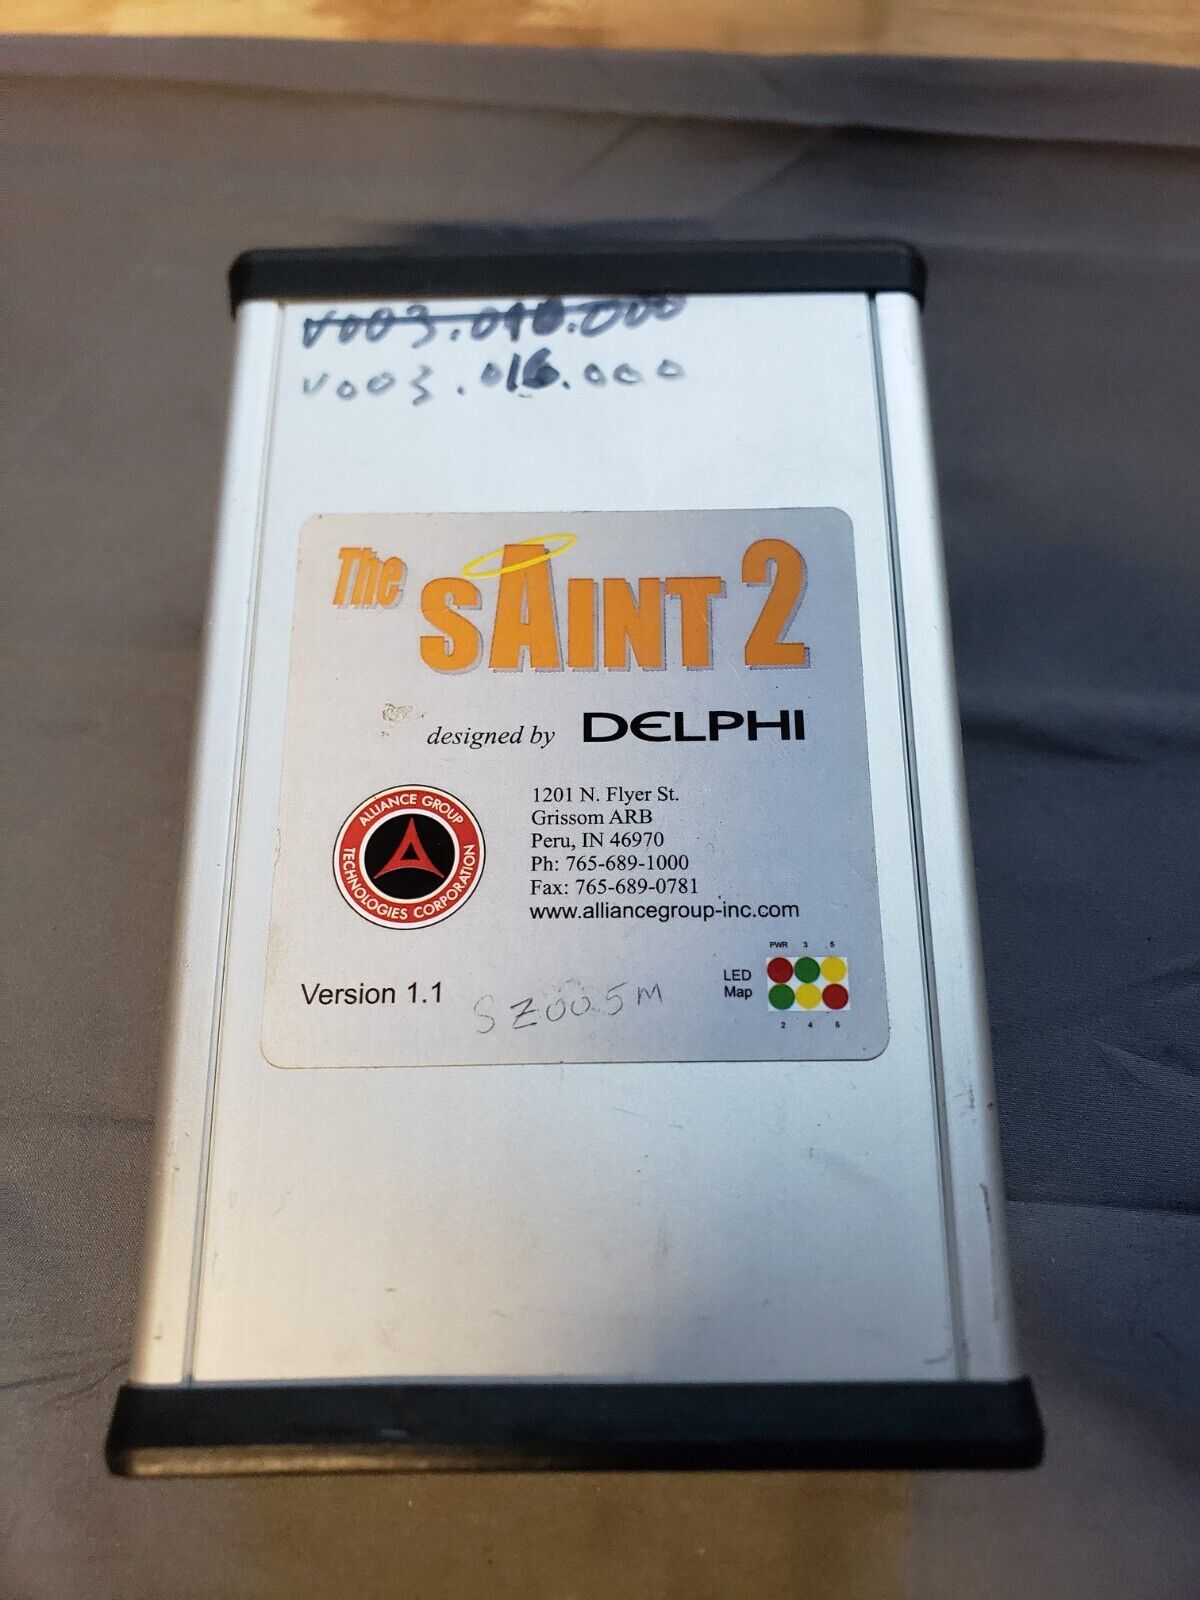 v003.010.000
v003.016.000
The SAINT 2
designed by DELPHI
ALLIANCE GROUP
TECHNOLOGIES CORPORATION
1201 N. Flyer St.
Grissom ARB
Peru, IN 46970
Ph: 765-689-1000
Fax: 765-689-0781
www.alliancegroup-inc.com
PWR 3 5
LED
Map
2 4 6
Version 1.1
SZ005M